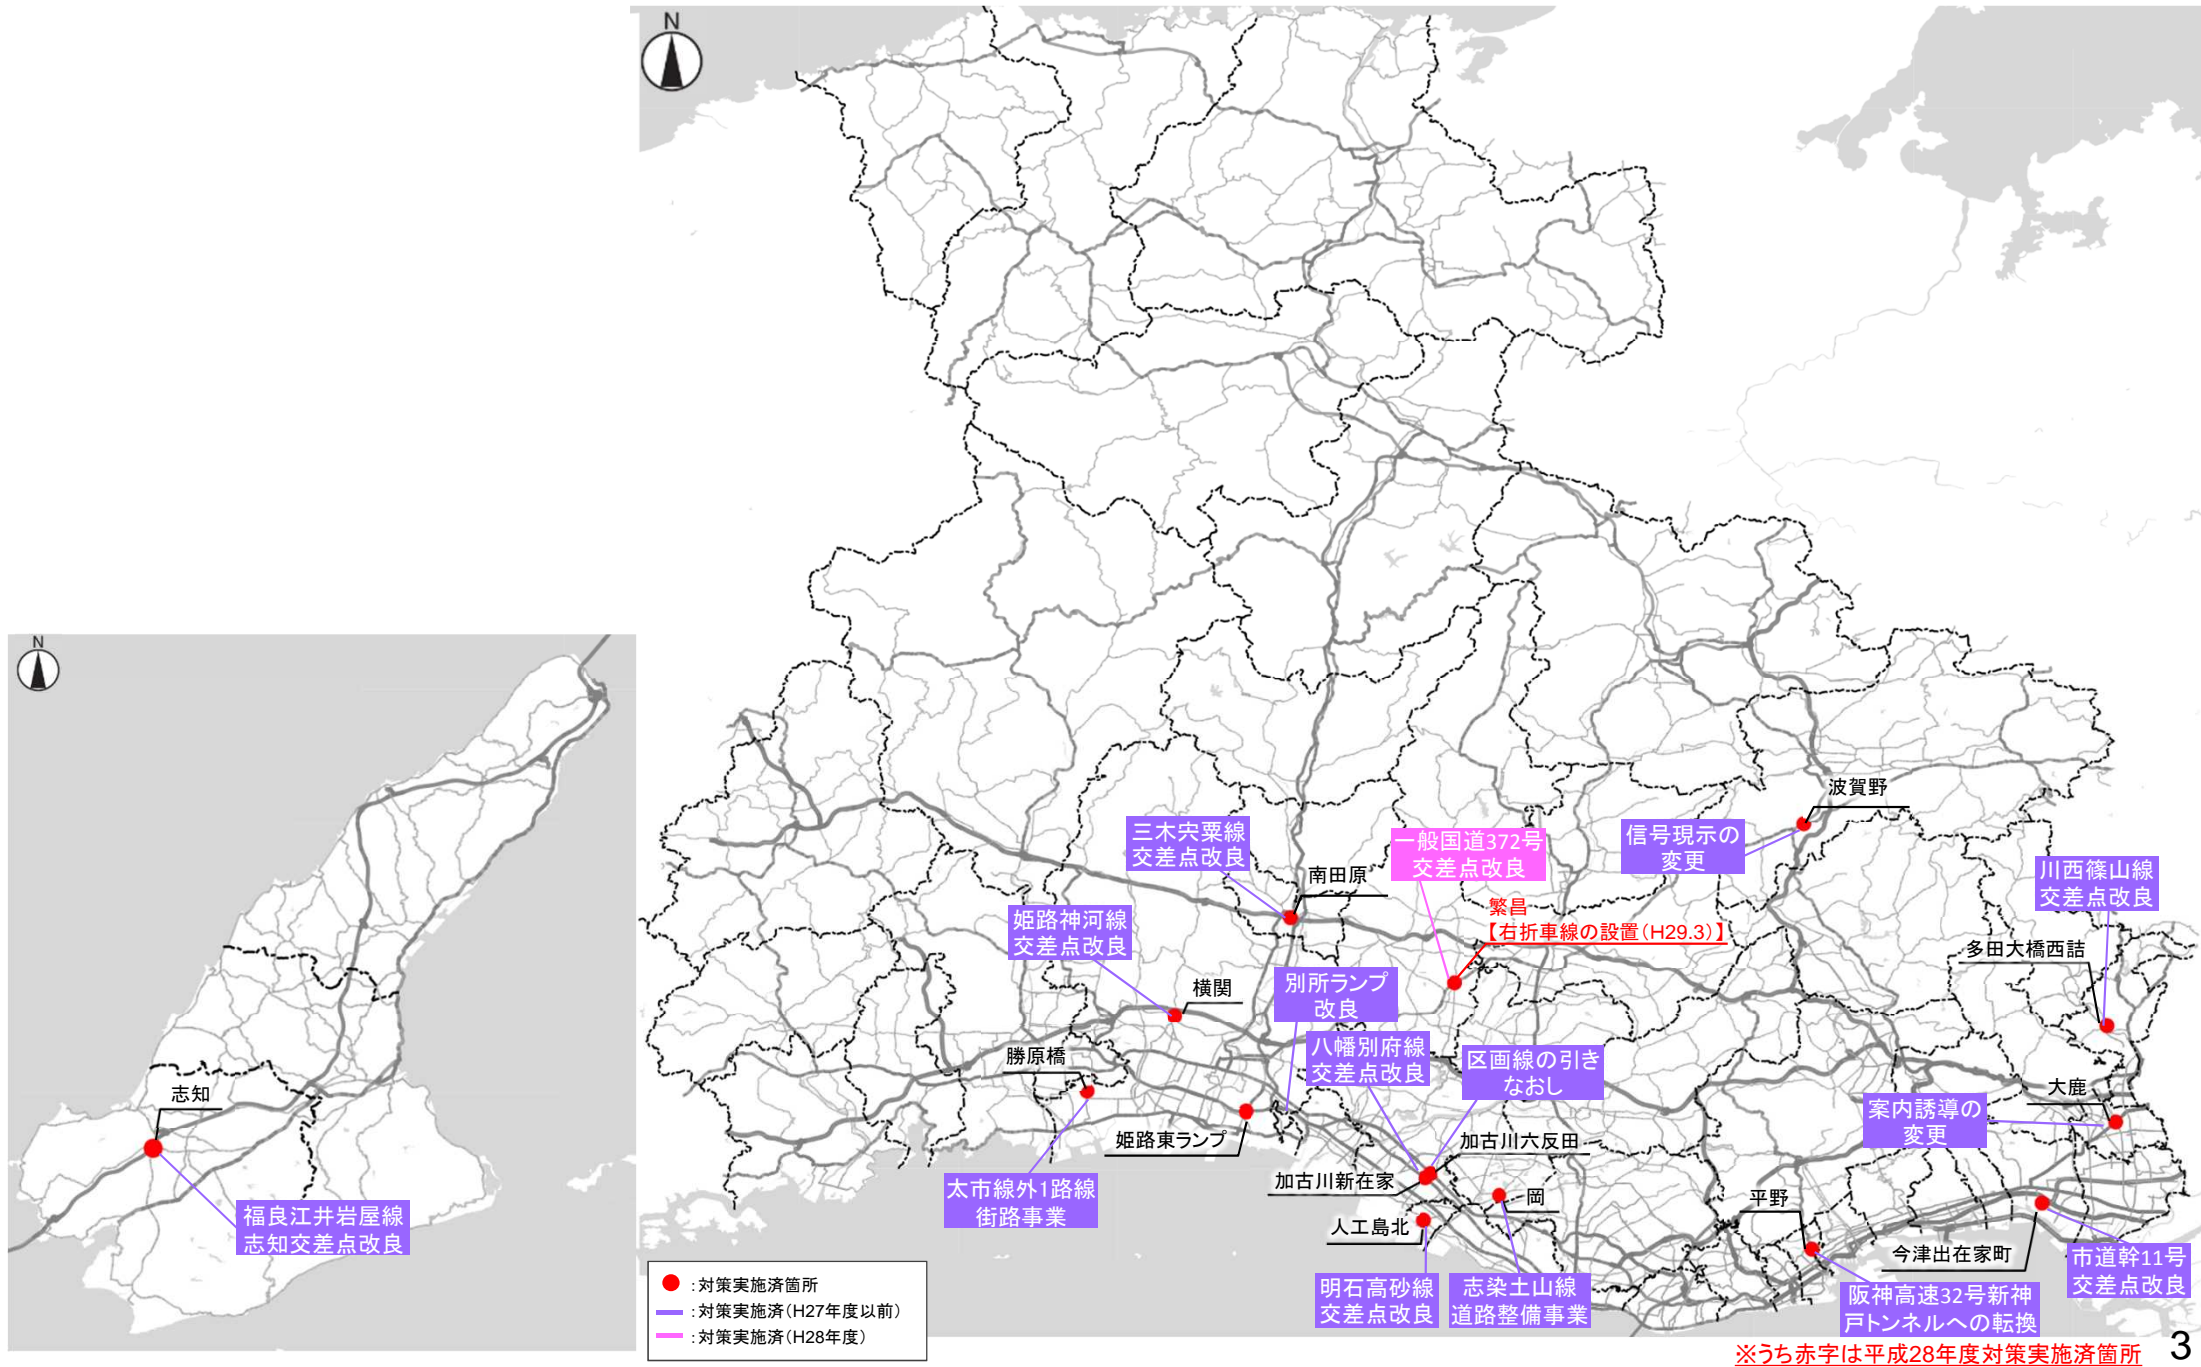 N
N
波賀野
信号現示の
変更
三木宍粟線
交差点改良
一般国道372号
交差点改良
南田原
川西篠山線
交差点改良
繁昌
【右折車線の設置(H29.3)】
姫路神河線
交差点改良
多田大橋西詰
横関
別所ランプ
改良
勝原橋
八幡別府線
交差点改良
区画線の引き
なおし
志知
大鹿
案内誘導の
変更
姫路東ランプ
加古川六反田
加古川新在家
太市線外1路線
街路事業
岡
平野
人工島北
福良江井岩屋線
志知交差点改良
今津出在家町
明石高砂線
交差点改良
志染土山線
道路整備事業
阪神高速32号新神
戸トンネルへの転換
市道幹11号
交差点改良
:対策実施済箇所
:対策実施済(H27年度以前)
:対策実施済(H28年度)
※うち赤字は平成28年度対策実施済箇所
3